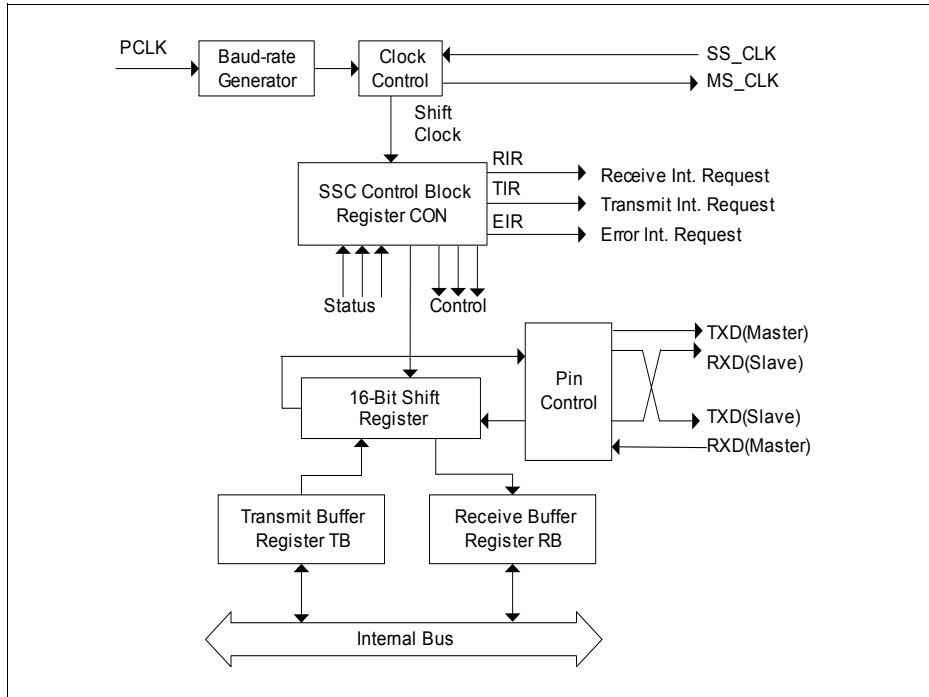 PCLK
Baud-rate
Generator
Clock
Control
SS_CLK
MS_CLK
Shift
Clock
SSC Control Block
Register CON
RIR
TIR
EIR
Receive Int. Request
Transmit Int. Request
Error Int. Request
Status
Control
16-Bit Shift
Register
Pin
Control
TXD(Master)
RXD(Slave)
TXD(Slave)
RXD(Master)
Transmit Buffer
Register TB
Receive Buffer
Register RB
Internal Bus